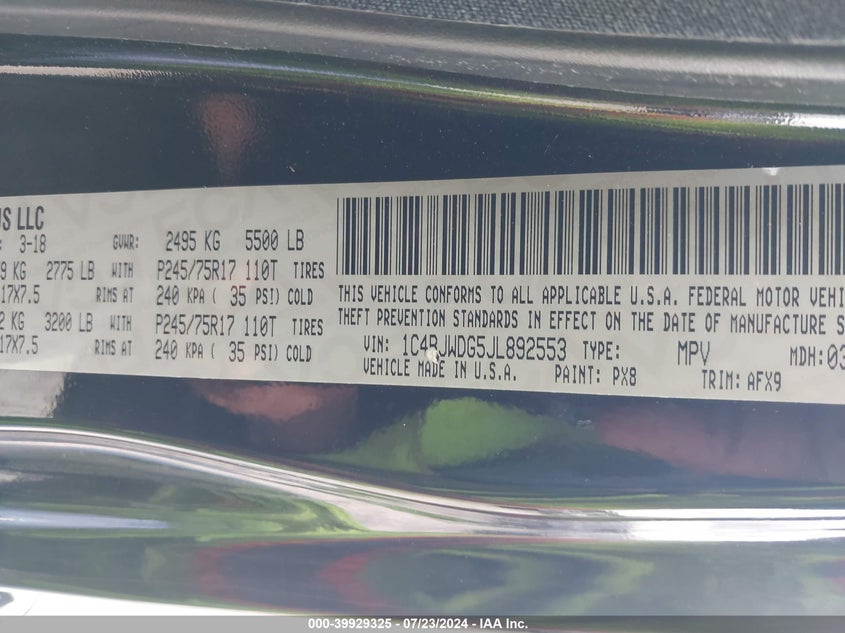 US LLC
3-18 GVWR: 2495 KG 5500 LB
9 KG 2775 LB WITH P245/75R17 110T TIRES
17X7.5 RIMS AT 240 KPA ( 35 PSI) COLD
2 KG 3200 LB WITH P245/75R17 110T TIRES
17X7.5 RIMS AT 240 KPA ( 35 PSI) COLD
THIS VEHICLE CONFORMS TO ALL APPLICABLE U.S.A. FEDERAL MOTOR VEHI
THEFT PREVENTION STANDARDS IN EFFECT ON THE DATE OF MANUFACTURE S
VIN: 1C4BJWDG5JL892553 TYPE: MPV MDH: 03
VEHICLE MADE IN U.S.A. PAINT: PX8 TRIM: AFX9
000-39929325 - 07/23/2024 - IAA Inc.